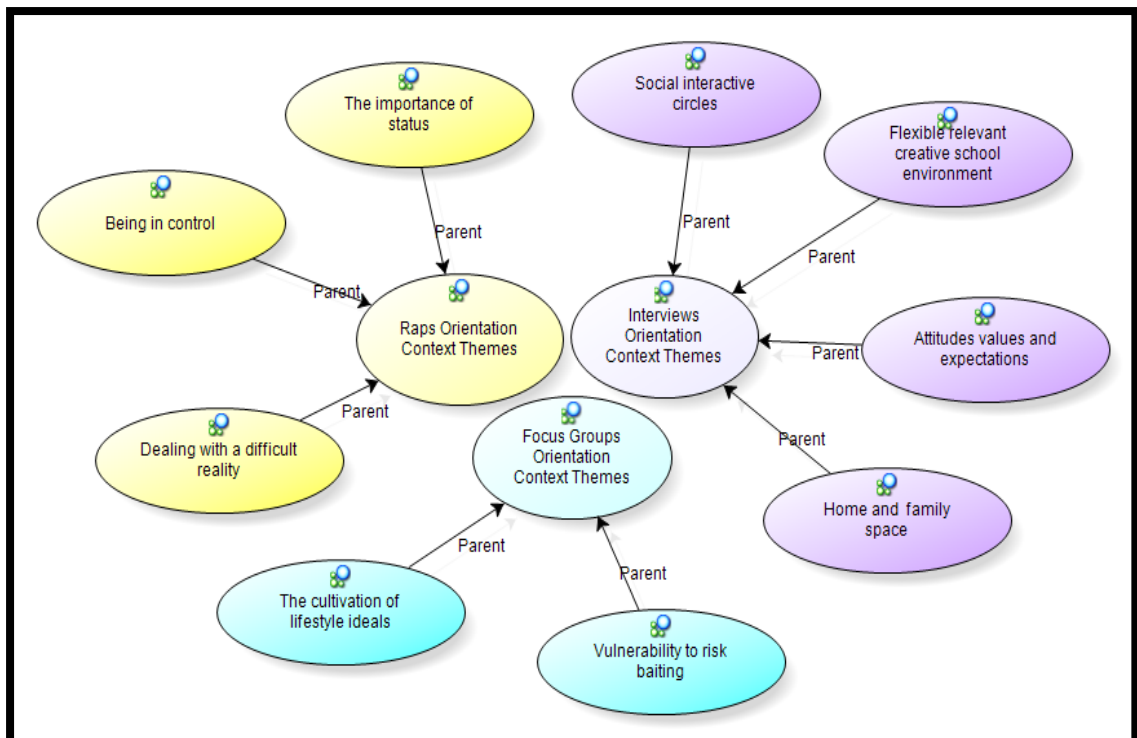 The importance of
status
Social interactive
circles
Flexible relevant
creative school
environment
Being in control
Parent
Parent
Parent
Parent
Raps Orientation
Context Themes
Interviews
Orientation
Context Themes
Attitudes values and
expectations
Parent
Parent
Dealing with a difficult
reality
Focus Groups
Orientation
Context Themes
Parent
Home and family
space
Parent
Parent
The cultivation of
lifestyle ideals
Vulnerability to risk
baiting